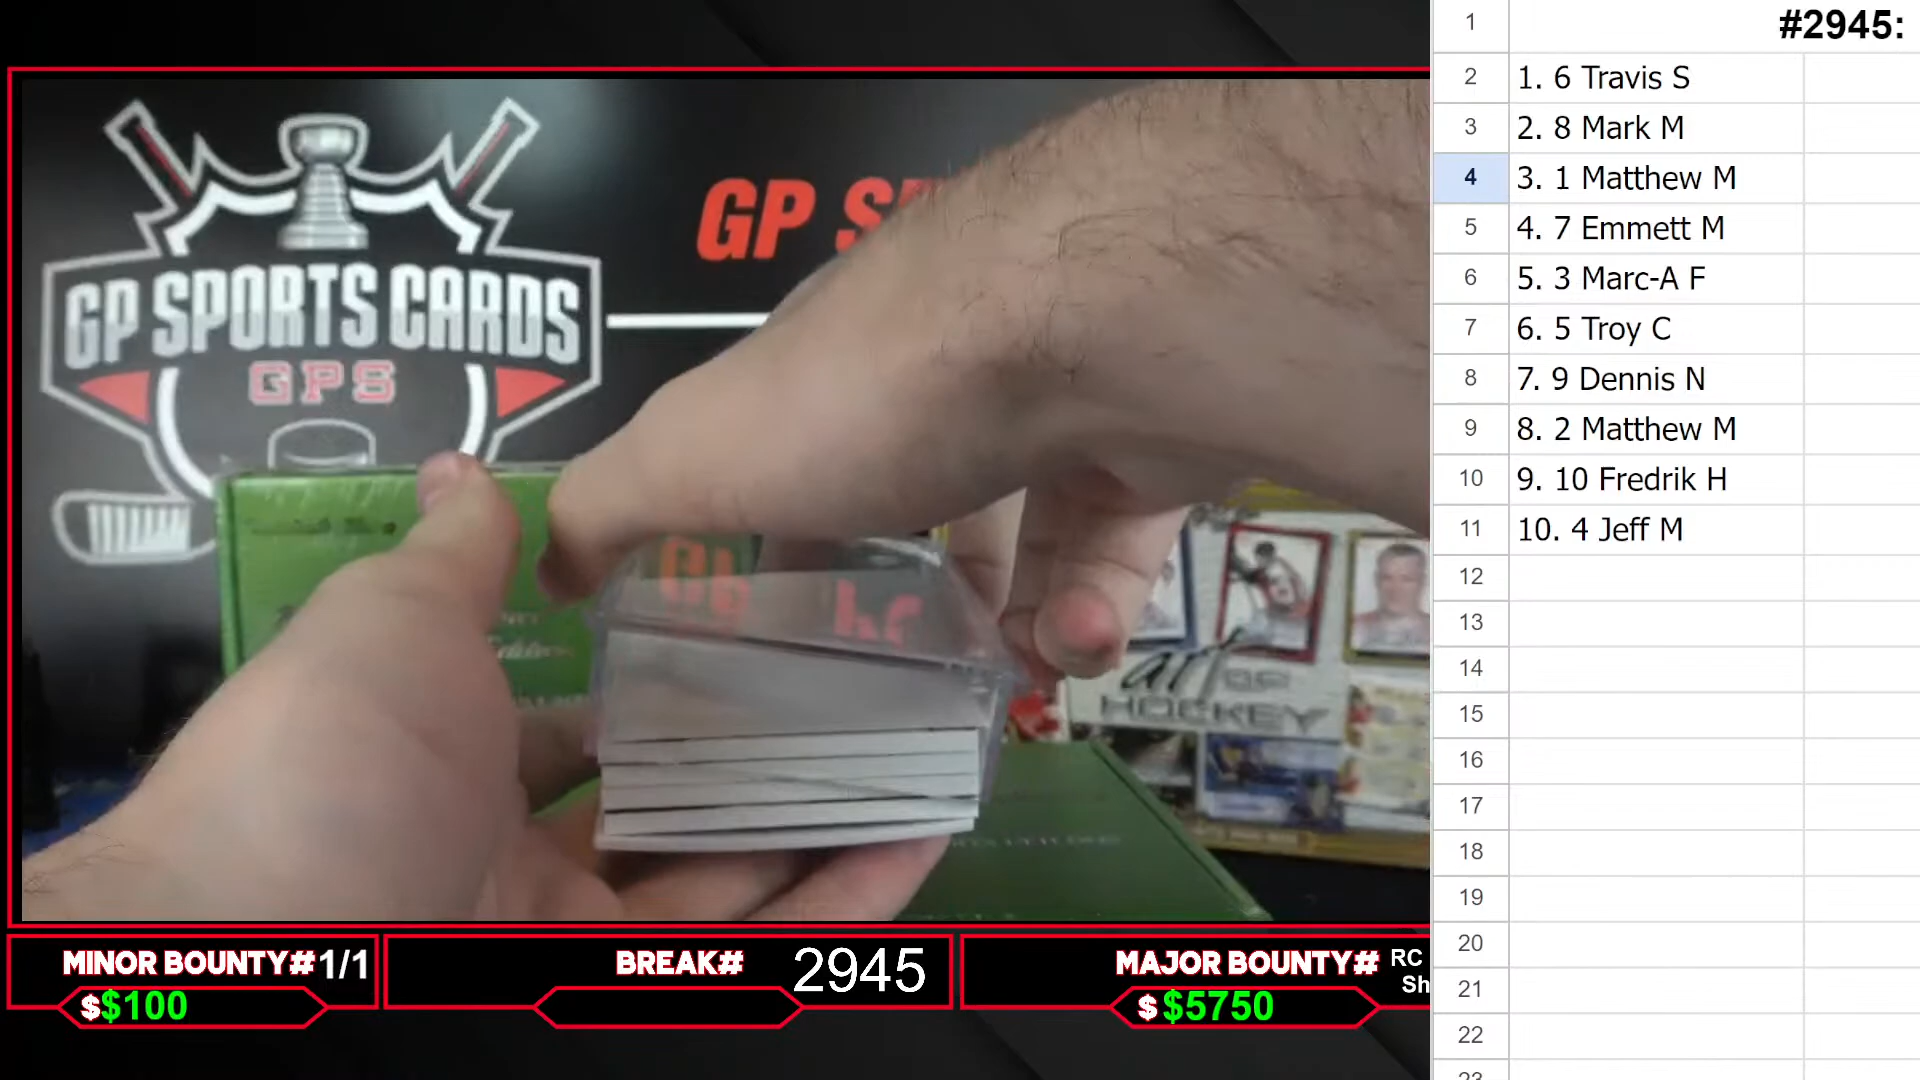 GP SPORTS CARDS
GPS
GP S
HOCKEY
MINOR BOUNTY# 1/1
$$100
BREAK# 2945
MAJOR BOUNTY# RC
Sh
$ $5750
1 #2945:
2 1. 6 Travis S
3 2. 8 Mark M
4 3. 1 Matthew M
5 4. 7 Emmett M
6 5. 3 Marc-A F
7 6. 5 Troy C
8 7. 9 Dennis N
9 8. 2 Matthew M
10 9. 10 Fredrik H
11 10. 4 Jeff M
12
13
14
15
16
17
18
19
20
21
22
23